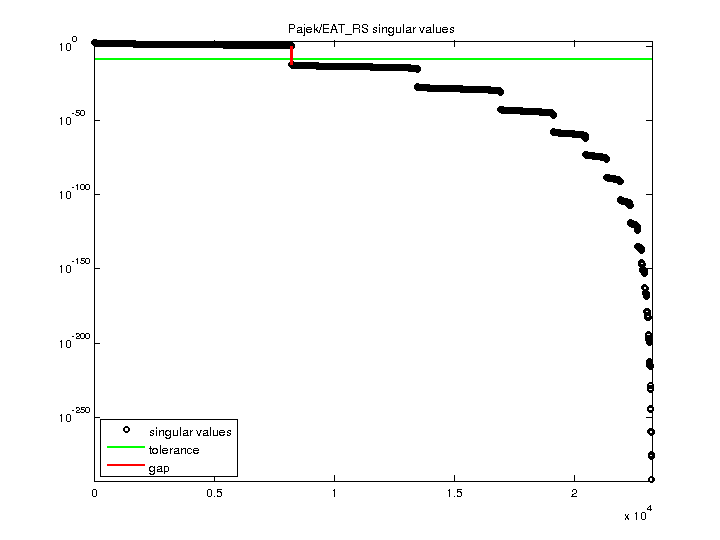 Pajek/EAT_RS singular values
10^0
10^-50
10^-100
10^-150
10^-200
10^-250
singular values
tolerance
gap
0 0.5 1 1.5 2
x 10^4